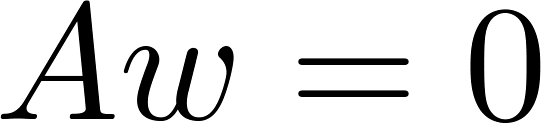 Aw = 0